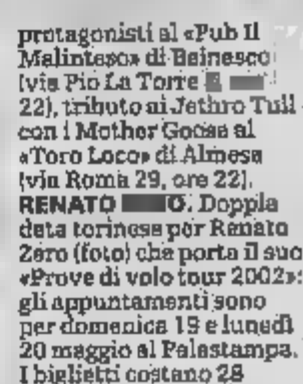 protagonisti al «Pub Il
Malinteso» di Beinasco
(via Pio La Torre
22), tributo ai Jethro Tull
con i Mother Goose al
«Toro Loco» di Almese
(via Roma 29, ore 22).
RENATO O. Doppia
data torinese per Renato
Zero (foto) che porta il suo
«Prove di volo tour 2002»:
gli appuntamenti sono
per domenica 19 e lunedì
20 maggio al Palastampa.
I biglietti costano 28